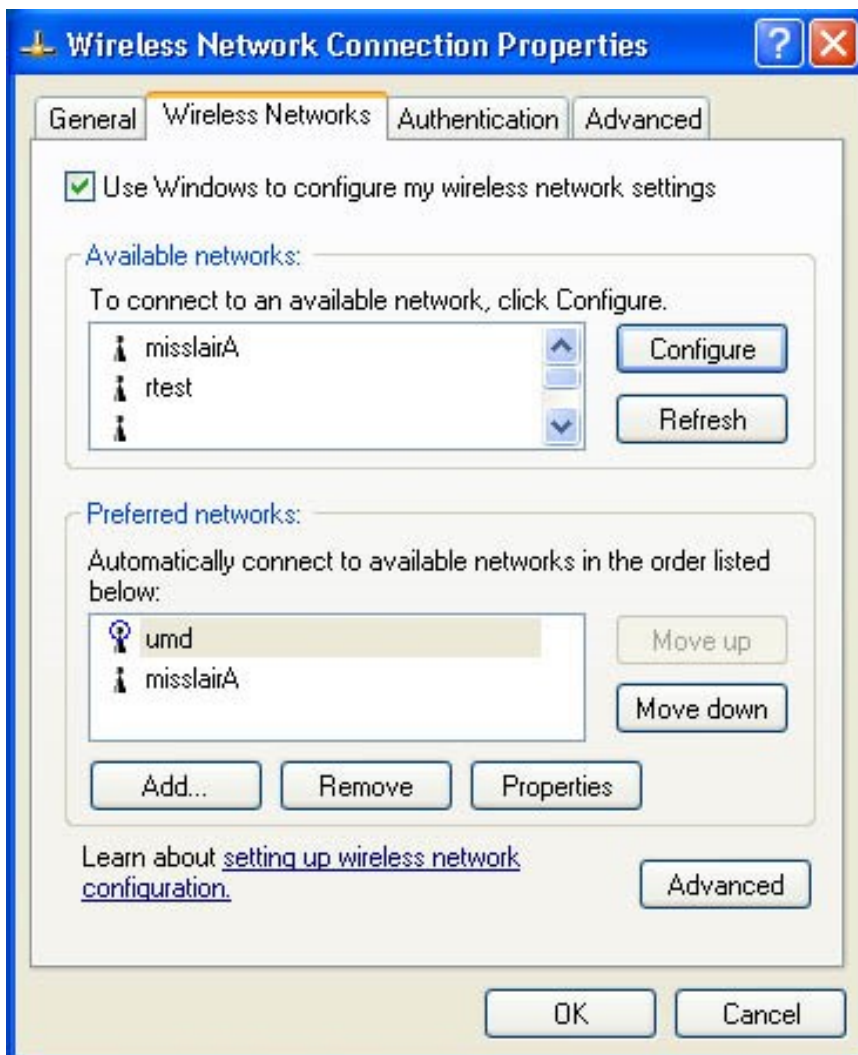 Wireless Network Connection Properties
General Wireless Networks Authentication Advanced
Use Windows to configure my wireless network settings
Available networks:
To connect to an available network, click Configure.
misslairA
Configure
rtest
Refresh
Preferred networks:
Automatically connect to available networks in the order listed
below:
umd
Move up
misslairA
Move down
Add... Remove Properties
Learn about setting up wireless network
configuration.
Advanced
OK Cancel